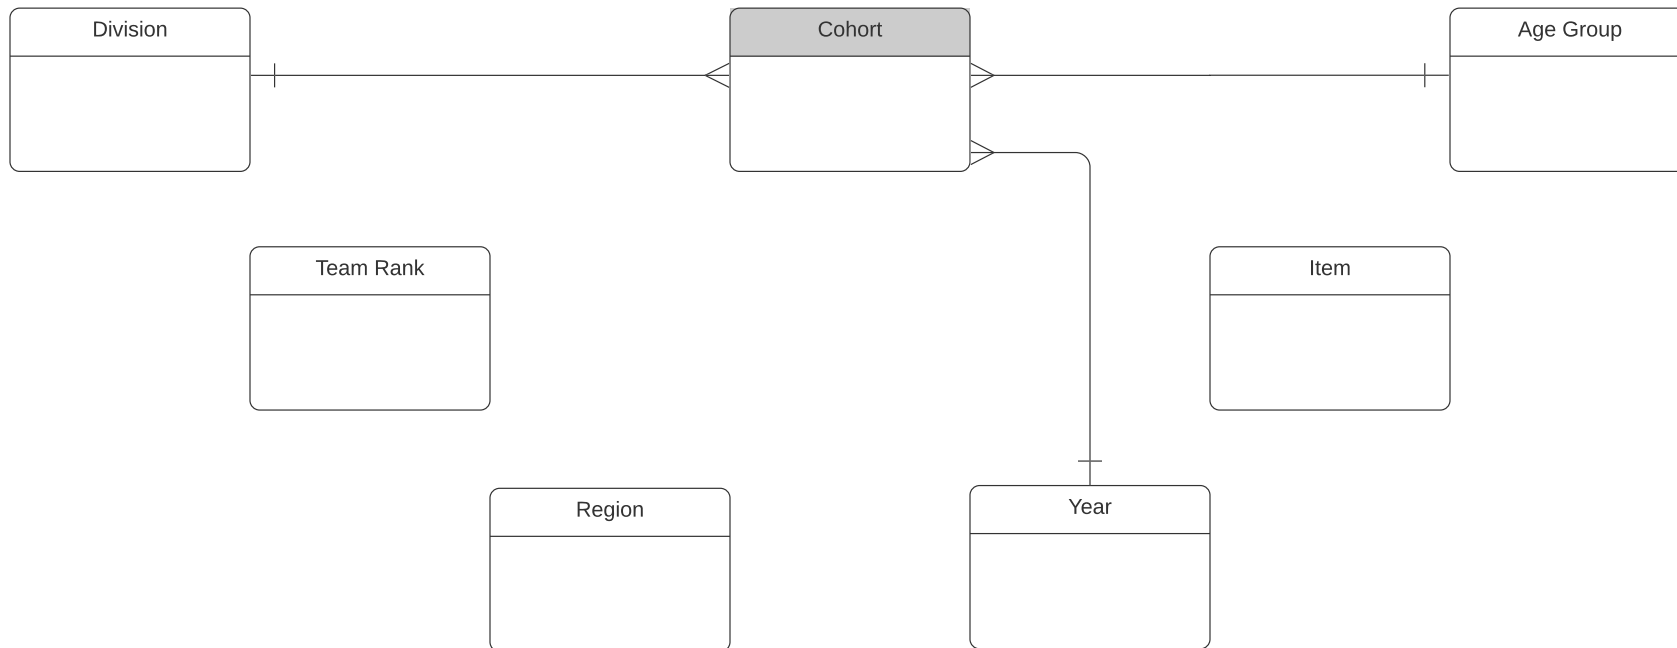 Division
Cohort
Age Group
Team Rank
Item
Region
Year